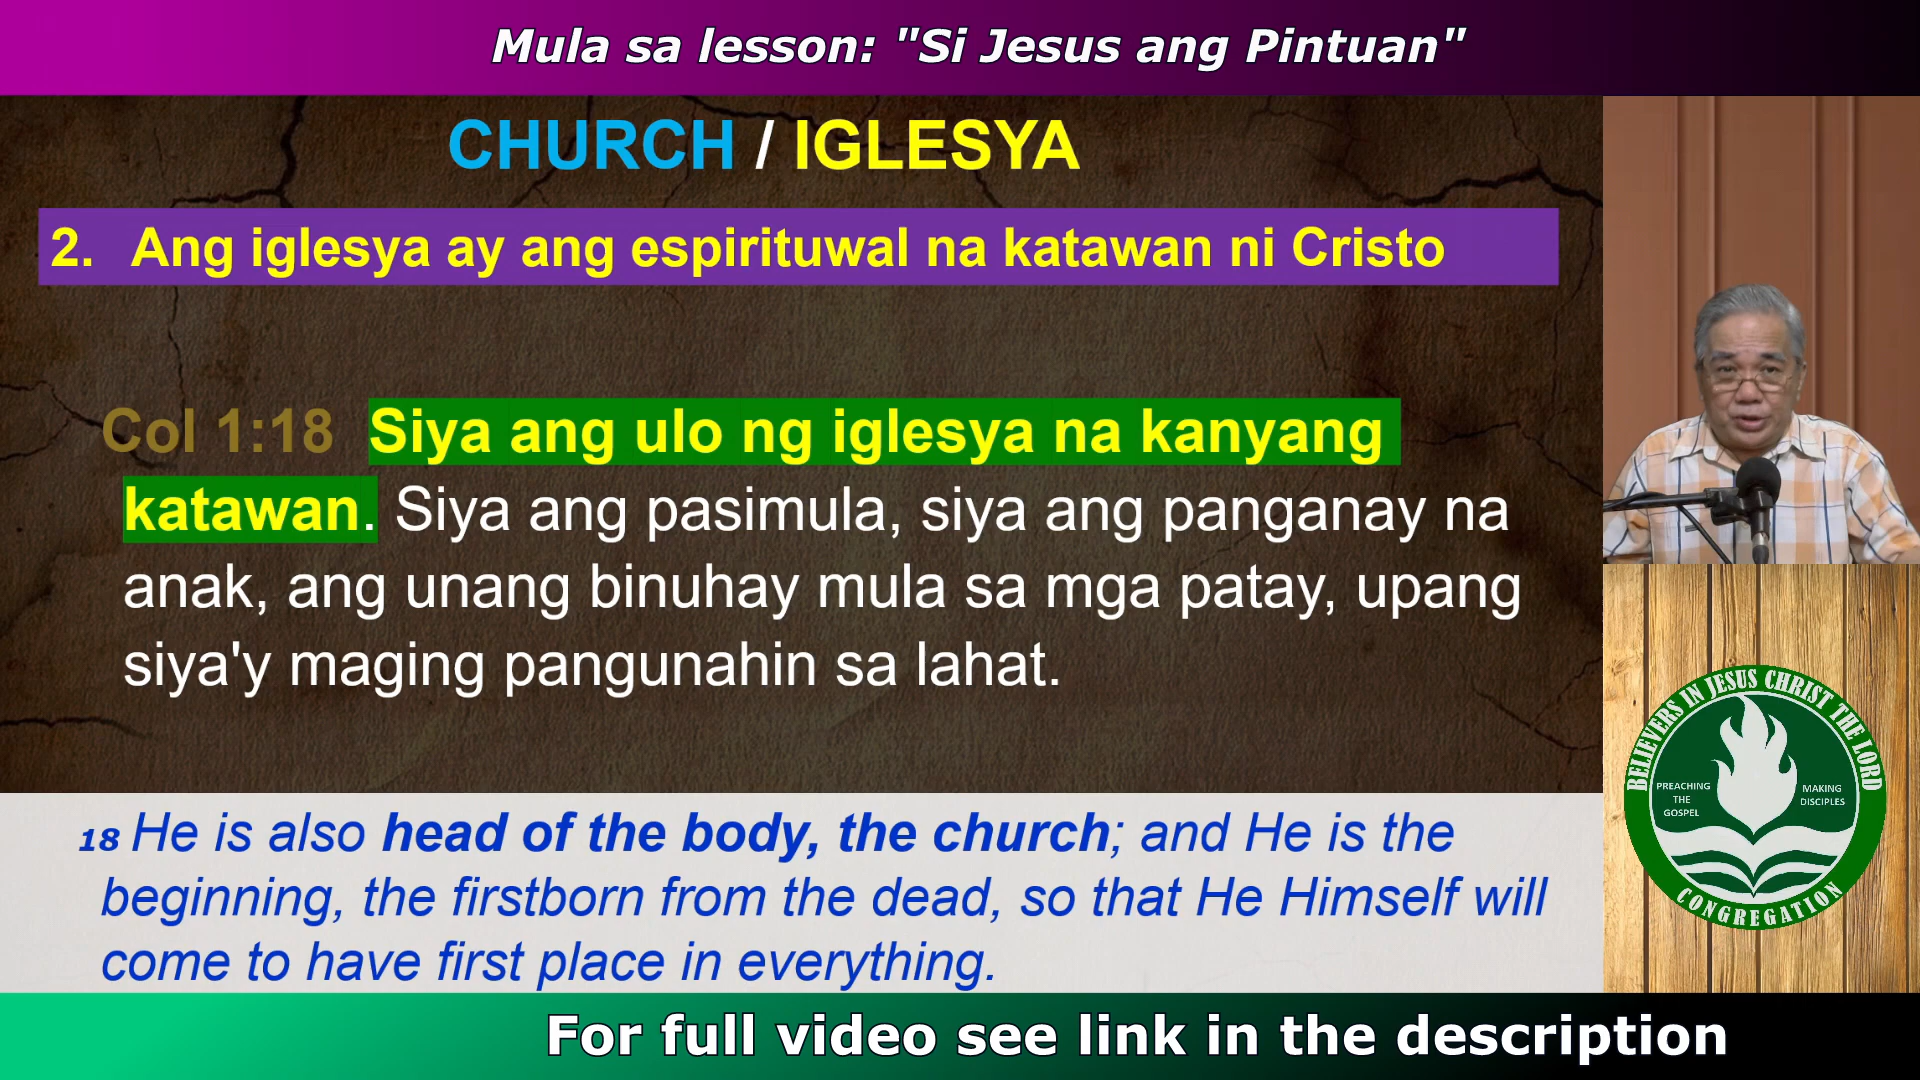 Mula sa lesson: "Si Jesus ang Pintuan"
CHURCH / IGLESYA
2. Ang iglesya ay ang espirituwal na katawan ni Cristo
Col 1:18 Siya ang ulo ng iglesya na kanyang
katawan. Siya ang pasimula, siya ang panganay na
anak, ang unang binuhay mula sa mga patay, upang
siya'y maging pangunahin sa lahat.
18 He is also head of the body, the church; and He is the
beginning, the firstborn from the dead, so that He Himself will
come to have first place in everything.
BELIEVERS IN JESUS CHRIST THE LORD
PREACHING
THE
GOSPEL
MAKING
DISCIPLES
CONGREGATION
For full video see link in the description